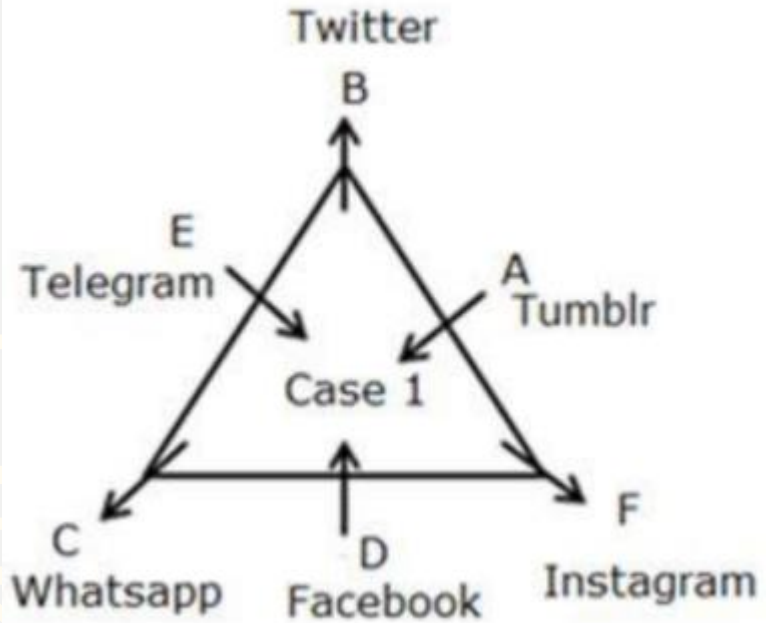 Twitter
B
E
Telegram
A
Tumblr
Case 1
C
Whatsapp
D
Facebook
F
Instagram